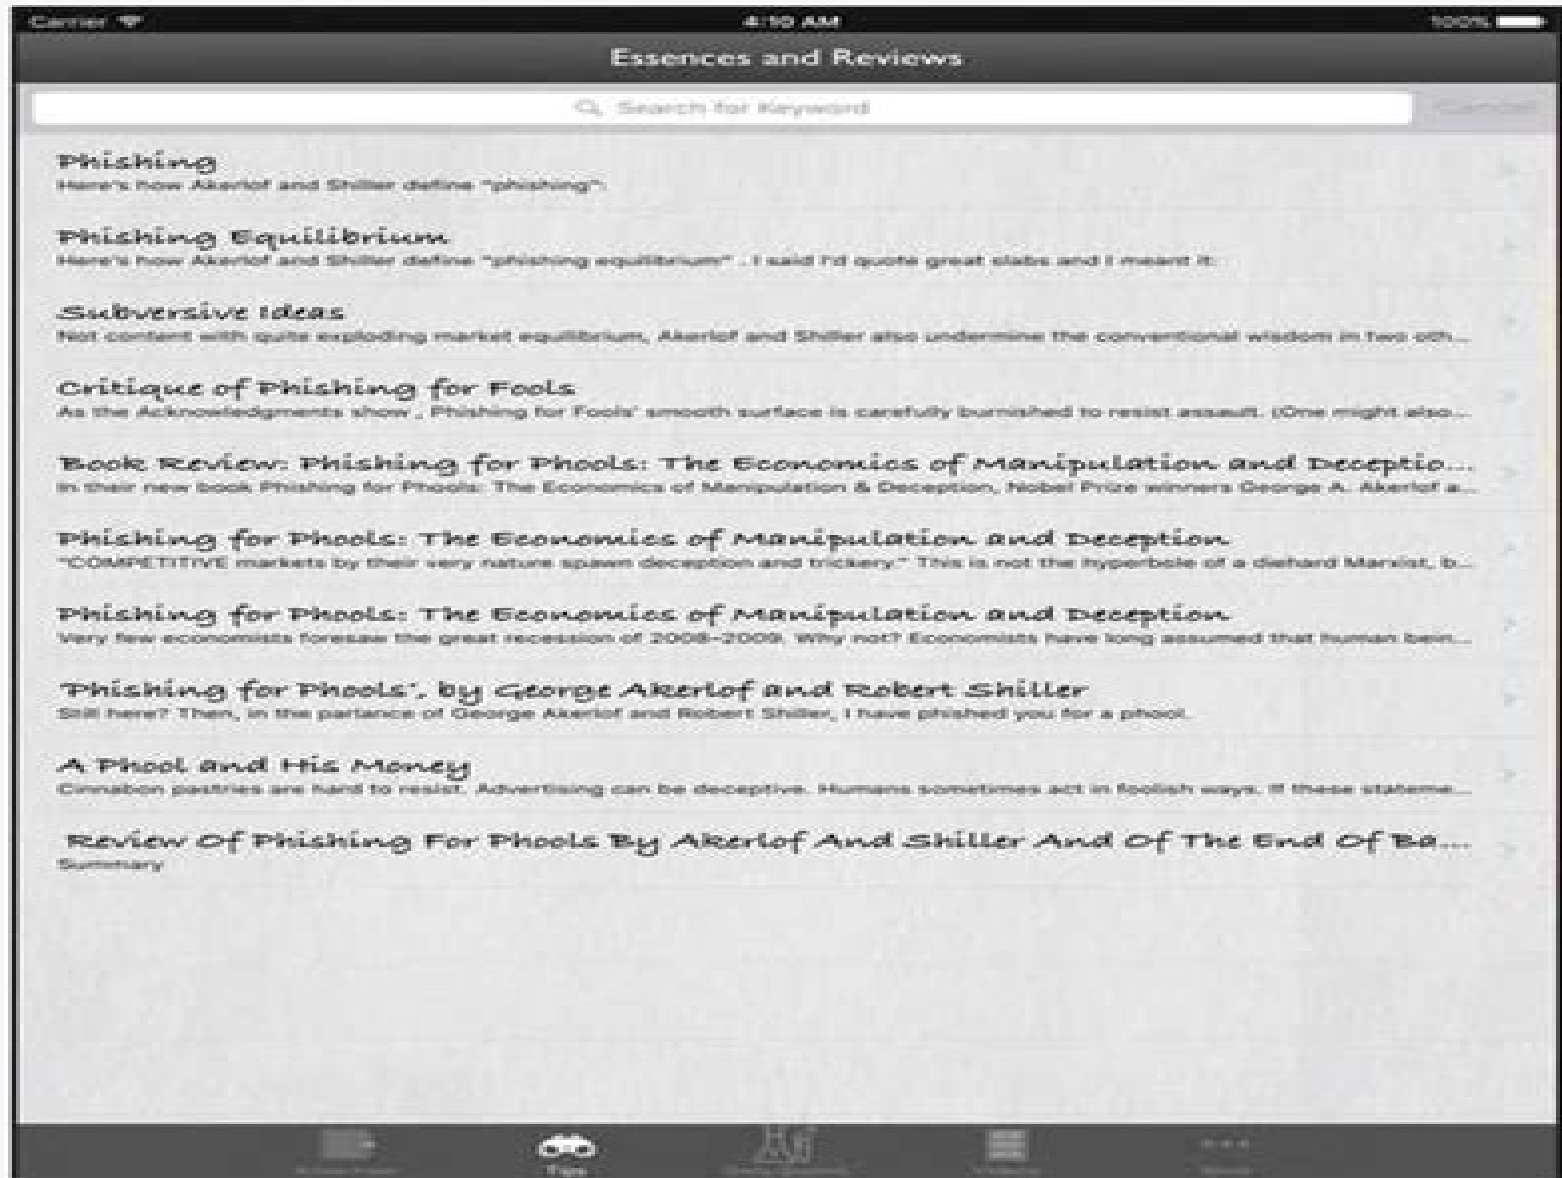 Carrier
4:10 AM
100%
Essences and Reviews
Search for Keyword
Cancel
Phishing
Here's how Akerlof and Shiller define "phishing":
Phishing Equilibrium
Here's how Akerlof and Shiller define "phishing equilibrium" . I said I'd quote great slabs and I meant it:
Subversive Ideas
Not content with quite exploding market equilibrium, Akerlof and Shiller also undermine the conventional wisdom in two oth...
Critique of Phishing for Fools
As the Acknowledgments show , Phishing for Fools' smooth surface is carefully burnished to resist assault. (One might also...
Book Review: Phishing for Phools: The Economics of Manipulation and Deceptio...
In their new book Phishing for Phools: The Economics of Manipulation & Deception, Nobel Prize winners George A. Akerlof a...
Phishing for Phools: The Economics of Manipulation and Deception
"COMPETITIVE markets by their very nature spawn deception and trickery." This is not the hyperbole of a diehard Marxist, b...
Phishing for Phools: The Economics of Manipulation and Deception
Very few economists foresaw the great recession of 2008–2009. Why not? Economists have long assumed that human bein...
'Phishing for Phools', by George Akerlof and Robert Shiller
Still here? Then, in the parlance of George Akerlof and Robert Shiller, I have phished you for a phool.
A Phool and His Money
Cinnabon pastries are hard to resist. Advertising can be deceptive. Humans sometimes act in foolish ways. If these stateme...
Review Of Phishing For Phools By Akerlof And Shiller And Of The End Of Ba...
Summary
Tips